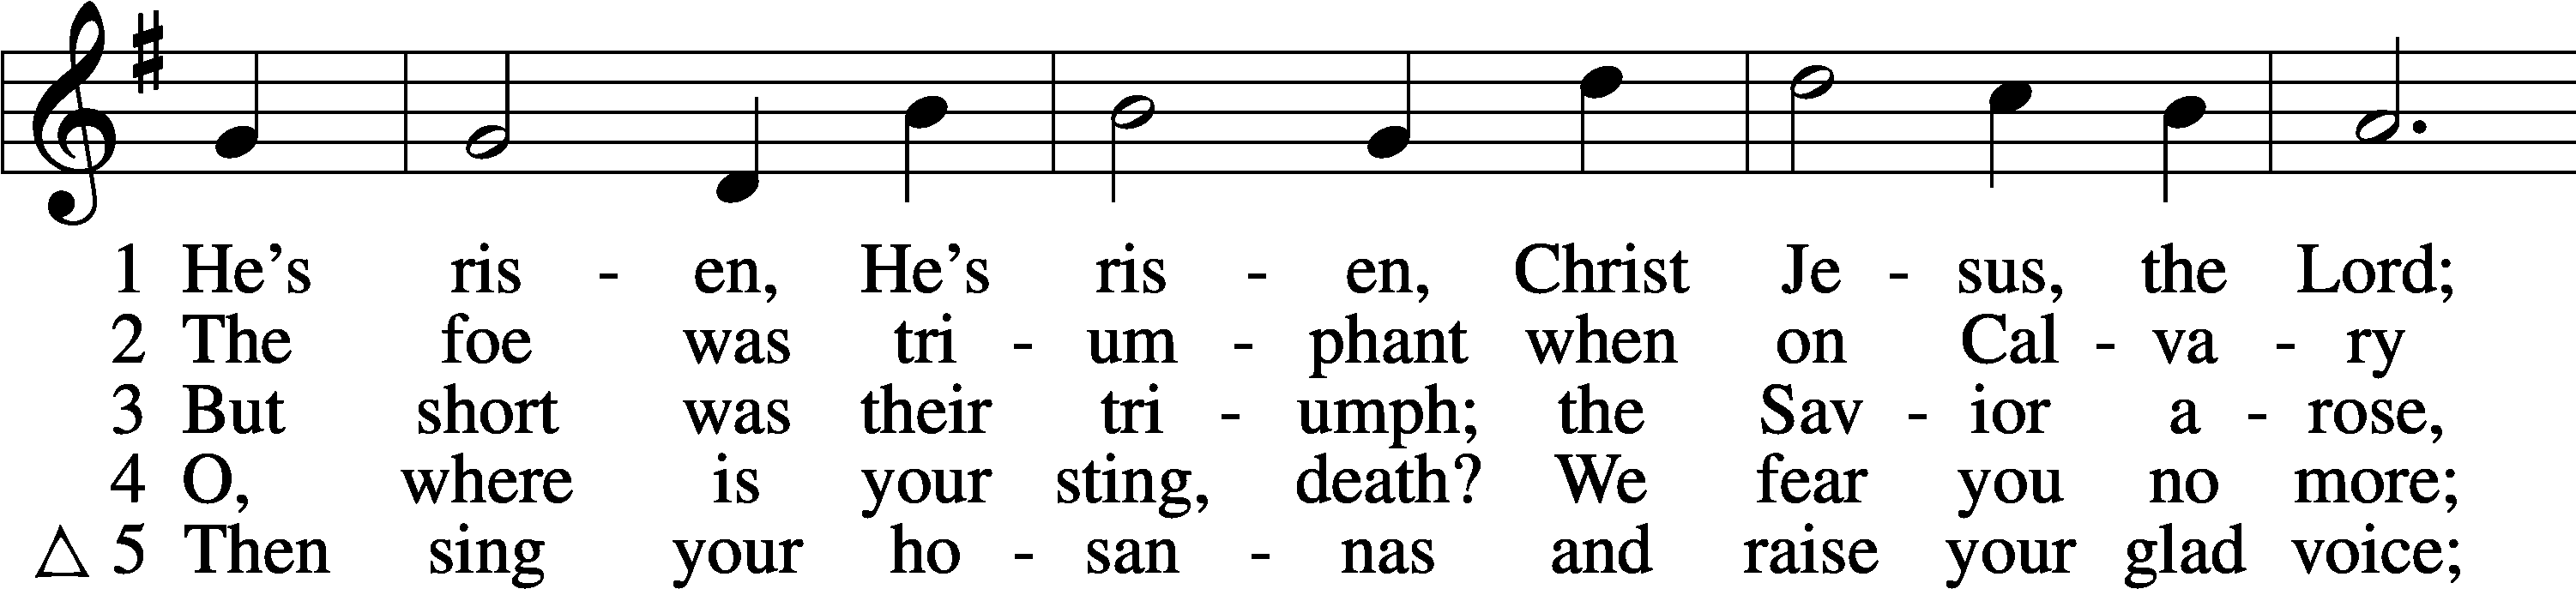 1 He's ris - en, He's ris - en, Christ Je - sus, the Lord;
2 The foe was tri - um - phant when on Cal - va - ry
3 But short was their tri - umph; the Sav - ior a - rose,
4 O, where is your sting, death? We fear you no more;
△ 5 Then sing your ho - san - nas and raise your glad voice;